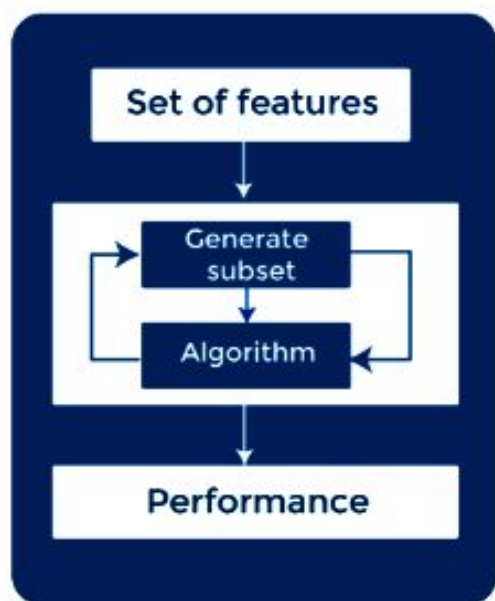 Set of features
Generate
subset
Algorithm
Performance